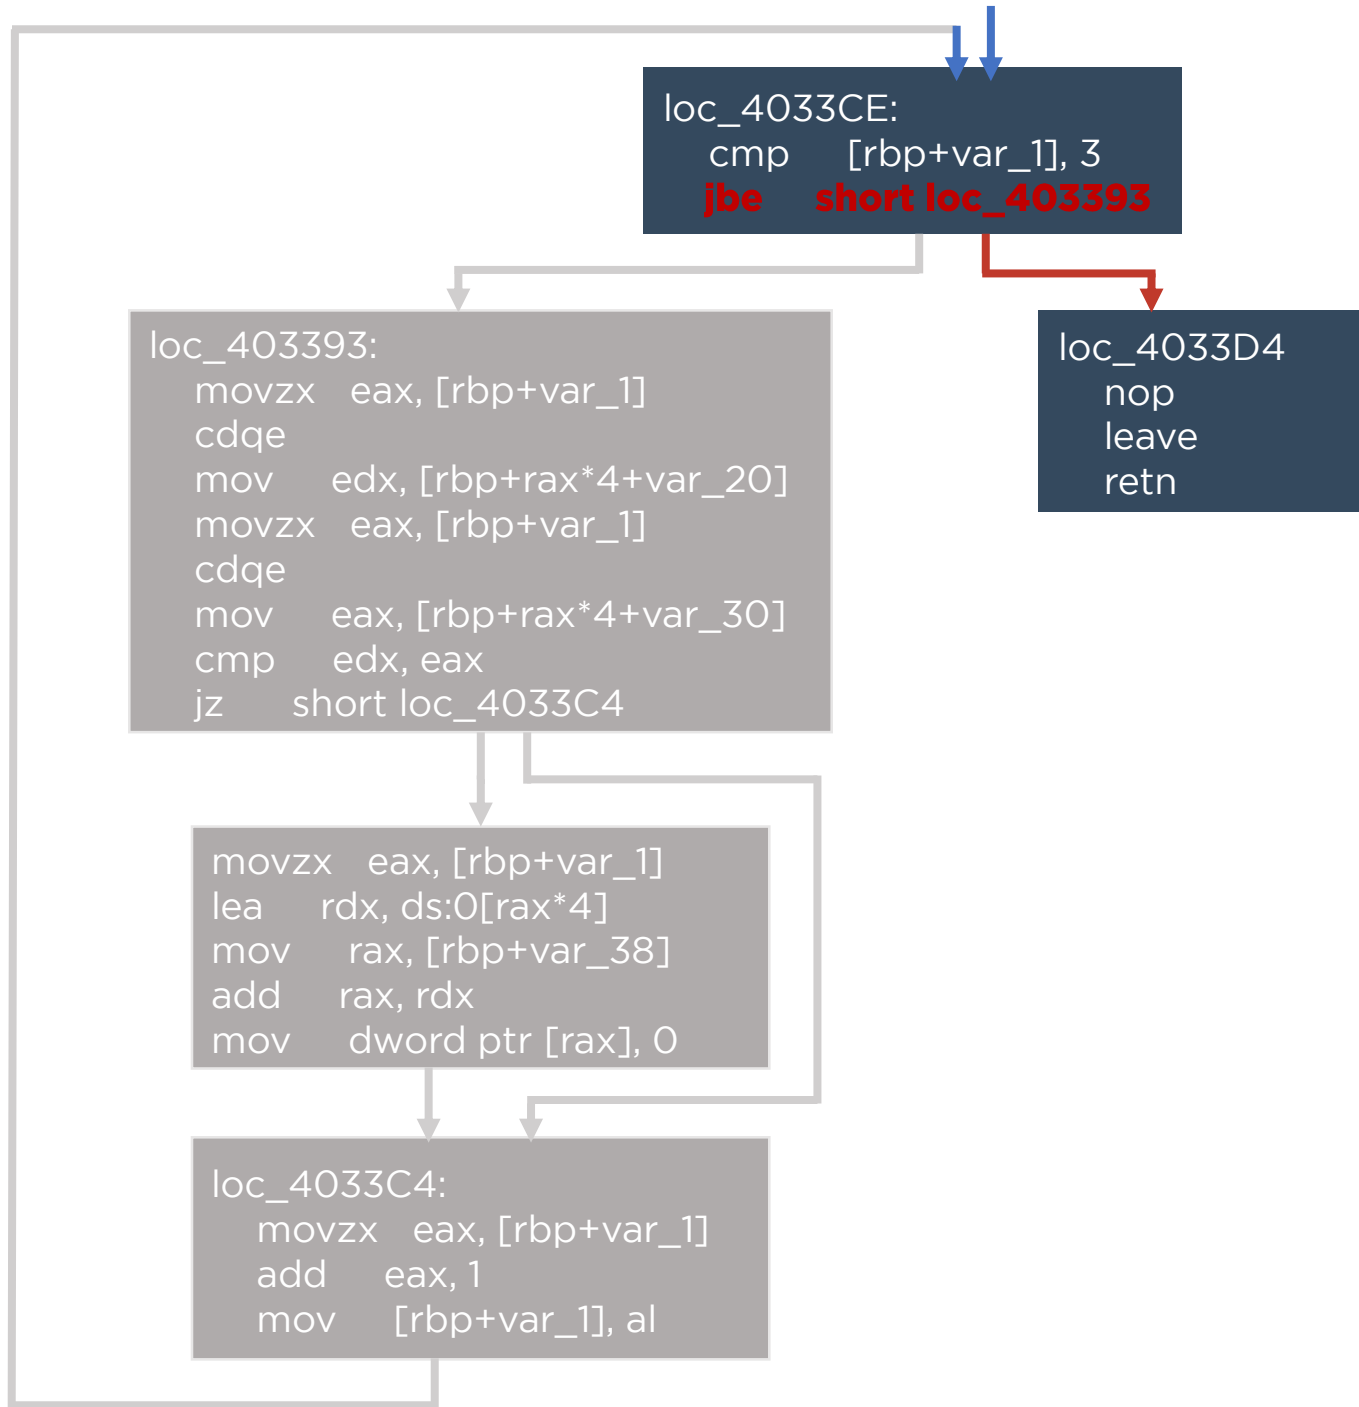 loc_4033CE:
cmp [rbp+var_1], 3
jbe short loc_403393
loc_403393:
movzx eax, [rbp+var_1]
cdqe
mov edx, [rbp+rax*4+var_20]
movzx eax, [rbp+var_1]
cdqe
mov eax, [rbp+rax*4+var_30]
cmp edx, eax
jz short loc_4033C4
loc_4033D4
nop
leave
retn
movzx eax, [rbp+var_1]
lea rdx, ds:0[rax*4]
mov rax, [rbp+var_38]
add rax, rdx
mov dword ptr [rax], 0
loc_4033C4:
movzx eax, [rbp+var_1]
add eax, 1
mov [rbp+var_1], al